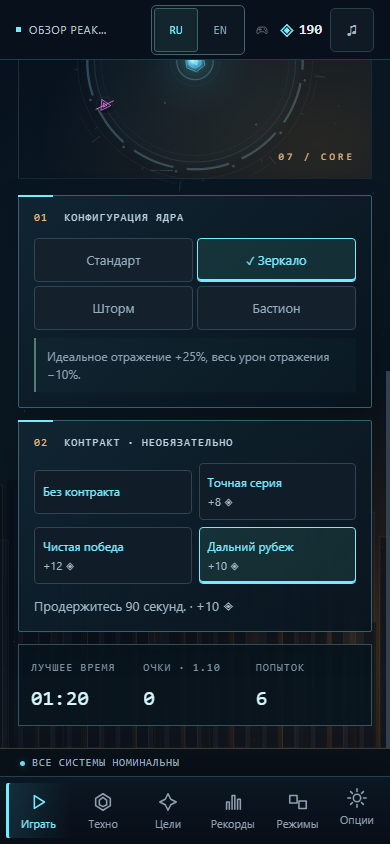 ОБЗОР РЕАК…
RU EN
190
07 / CORE
01 КОНФИГУРАЦИЯ ЯДРА
Стандарт
✓ Зеркало
Шторм
Бастион
Идеальное отражение +25%, весь урон отражения
−10%.
02 КОНТРАКТ · НЕОБЯЗАТЕЛЬНО
Без контракта
Точная серия
+8 ◈
Чистая победа
+12 ◈
Дальний рубеж
+10 ◈
Продержитесь 90 секунд. · +10 ◈
ЛУЧШЕЕ ВРЕМЯ
01:20
ОЧКИ · 1.10
0
ПОПЫТОК
6
ВСЕ СИСТЕМЫ НОМИНАЛЬНЫ
Играть
Техно
Цели
Рекорды
Режимы
Опции